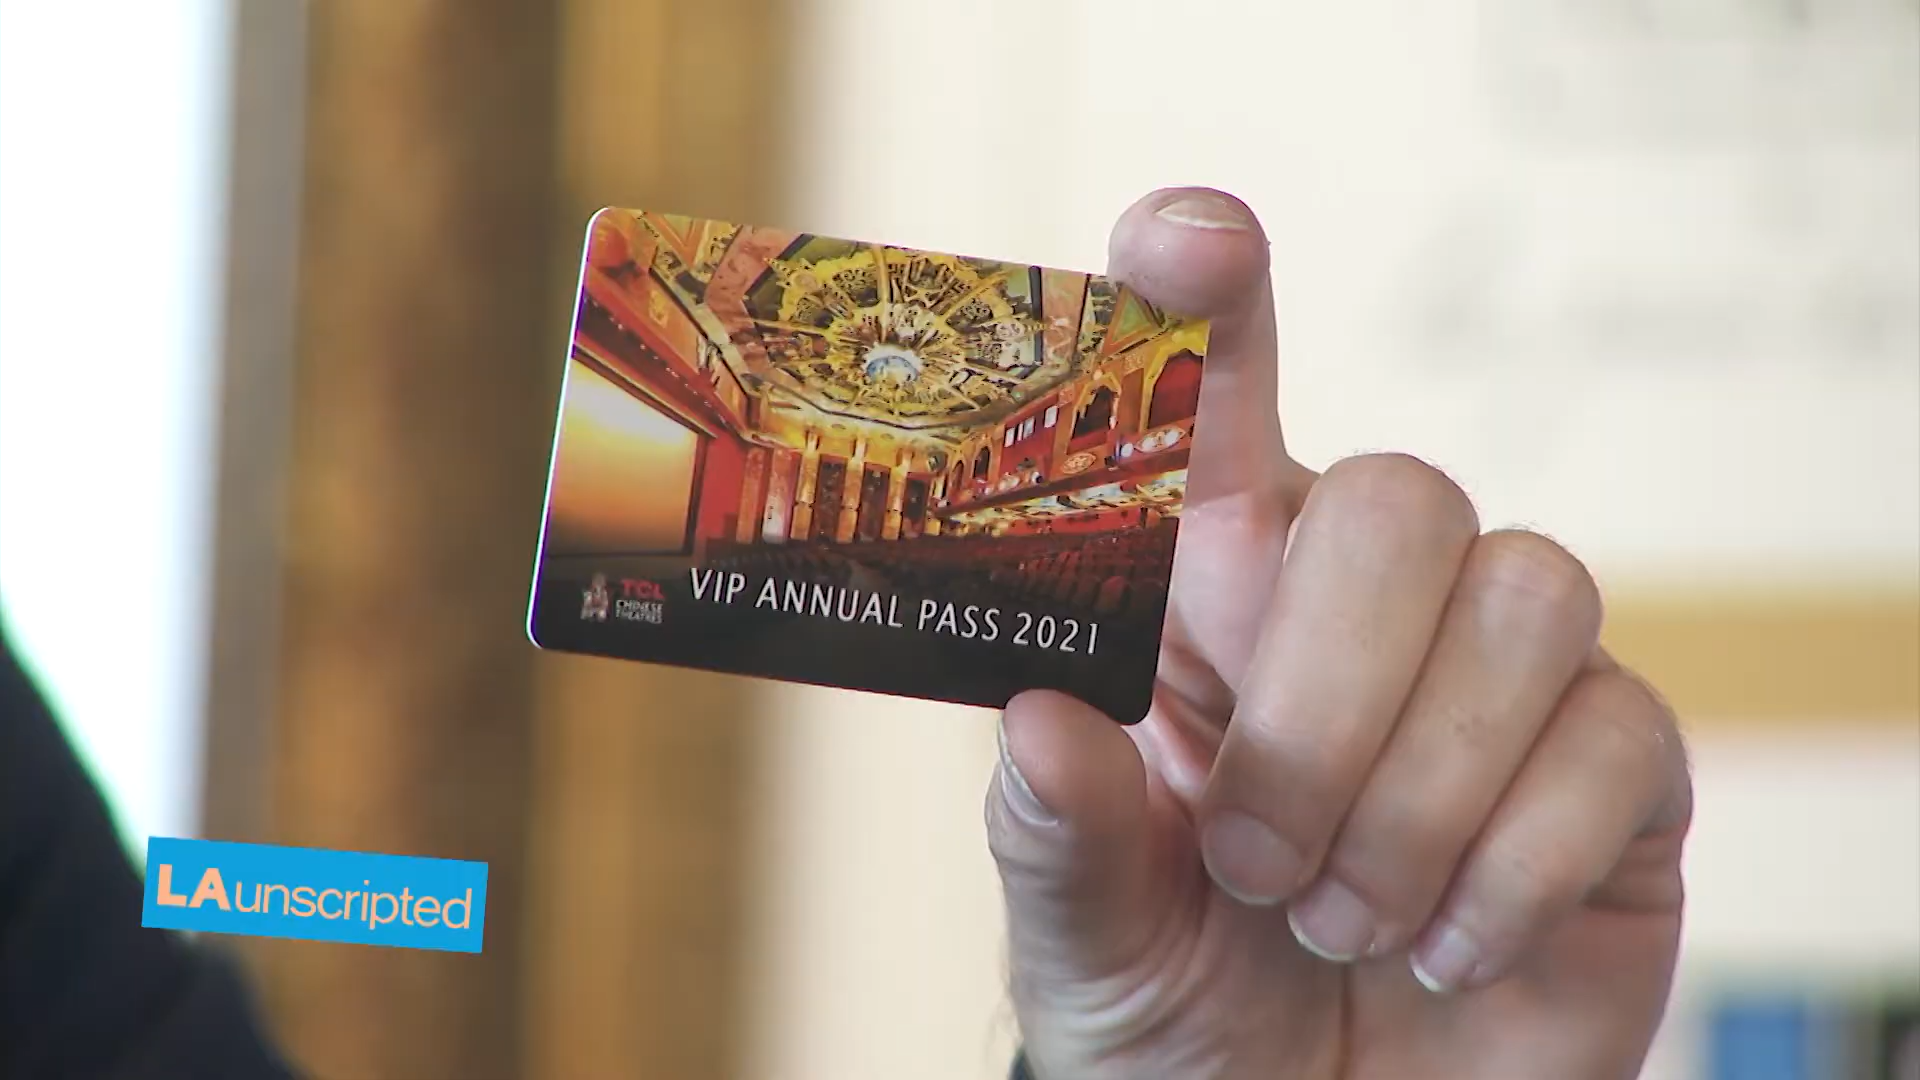 TCL
CHINESE
THEATRES
VIP ANNUAL PASS 2021
LAunscripted